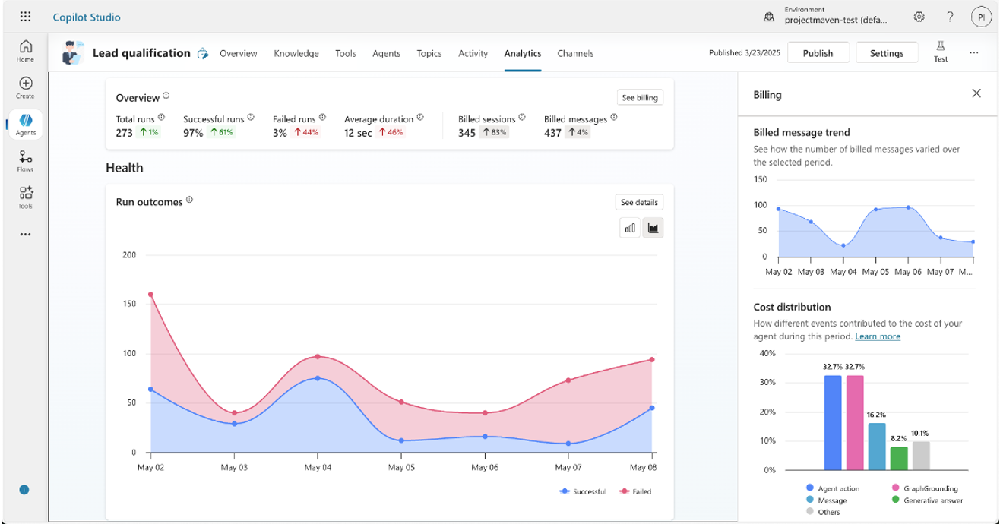 Copilot Studio
Environment
projectmaven-test (defa...
?
PI
Home
Create
Agents
Flows
Tools
Lead qualification
Overview
Knowledge
Tools
Agents
Topics
Activity
Analytics
Channels
Published 3/23/2025
Publish
Settings
Test
Overview
See billing
Total runs
273 ↑1%
Successful runs
97% ↑61%
Failed runs
3% ↑44%
Average duration
12 sec ↑46%
Billed sessions
345 ↑83%
Billed messages
437 ↑4%
Health
Run outcomes
See details
200
150
100
50
0
May 02 May 03 May 04 May 05 May 06 May 07 May 08
Successful Failed
Billing
Billed message trend
See how the number of billed messages varied over
the selected period.
150
100
50
0
May 02 May 03 May 04 May 05 May 06 May 07 M...
Cost distribution
How different events contributed to the cost of your
agent during this period. Learn more
40%
30%
20%
10%
0%
32.7% 32.7%
16.2%
8.2%
10.1%
Agent action GraphGrounding
Message Generative answer
Others